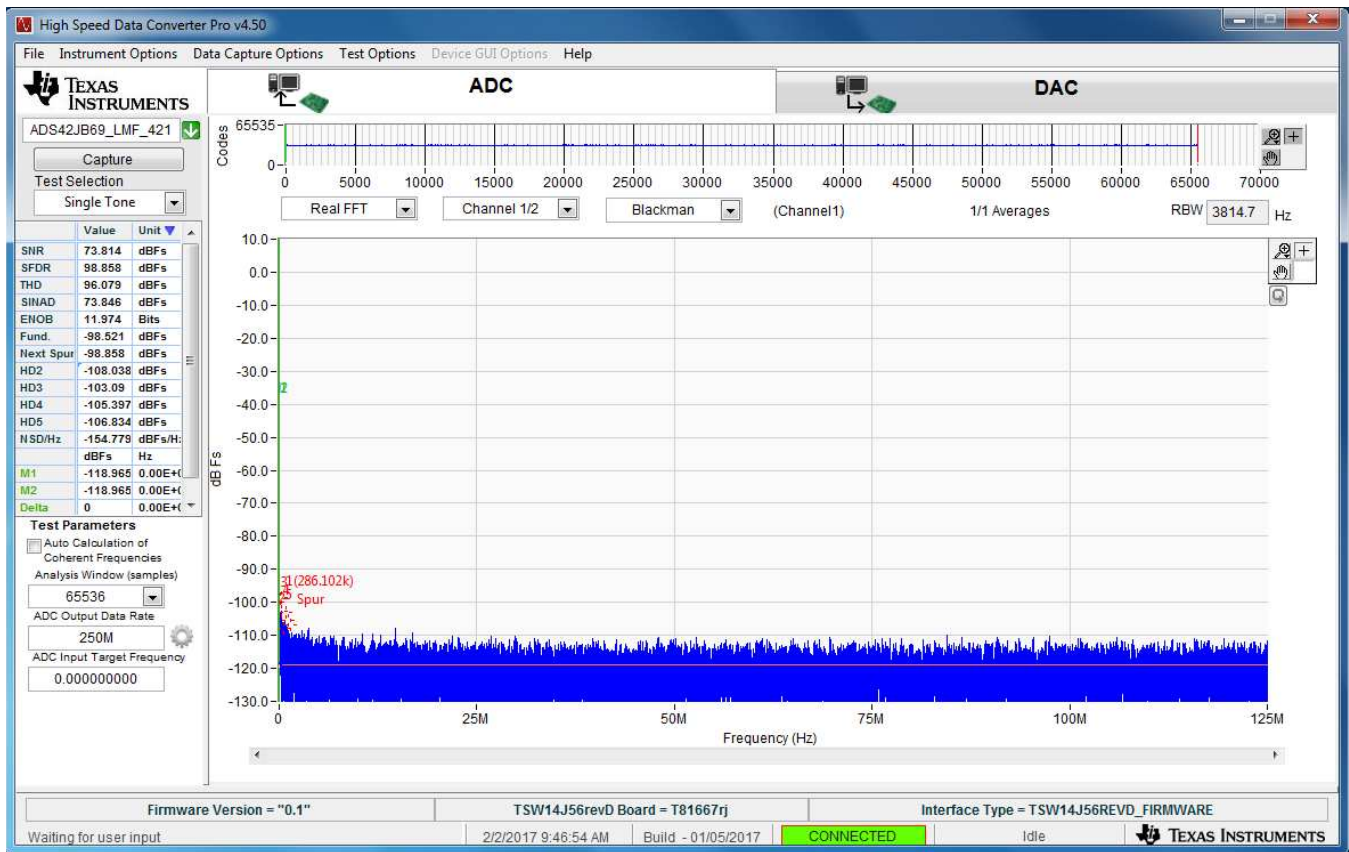 High Speed Data Converter Pro v4.50
File Instrument Options Data Capture Options Test Options Device GUI Options Help
TEXAS
INSTRUMENTS
ADC
DAC
ADS42JB69_LMF_421
Capture
Test Selection
Single Tone
Value Unit
SNR 73.814 dBFs
SFDR 98.858 dBFs
THD 96.079 dBFs
SINAD 73.846 dBFs
ENOB 11.974 Bits
Fund. -98.521 dBFs
Next Spur -98.858 dBFs
HD2 -108.038 dBFs
HD3 -103.09 dBFs
HD4 -105.397 dBFs
HD5 -106.834 dBFs
NSD/Hz -154.779 dBFs/H
dBFs Hz
M1 -118.965 0.00E+(
M2 -118.965 0.00E+(
Delta 0 0.00E+(
Test Parameters
Auto Calculation of
Coherent Frequencies
Analysis Window (samples)
65536
ADC Output Data Rate
250M
ADC Input Target Frequency
0.000000000
Codes
65535
0
0 5000 10000 15000 20000 25000 30000 35000 40000 45000 50000 55000 60000 65000 70000
Real FFT Channel 1/2 Blackman (Channel1) 1/1 Averages RBW 3814.7 Hz
dBFs
10.0
0.0
-10.0
-20.0
-30.0
-40.0
-50.0
-60.0
-70.0
-80.0
-90.0
-100.0
-110.0
-120.0
-130.0
1(286.102k)
Spur
0 25M 50M 75M 100M 125M
Frequency (Hz)
Firmware Version = "0.1" TSW14J56revD Board = T81667rj Interface Type = TSW14J56REVD_FIRMWARE
Waiting for user input 2/2/2017 9:46:54 AM Build - 01/05/2017 CONNECTED Idle TEXAS INSTRUMENTS